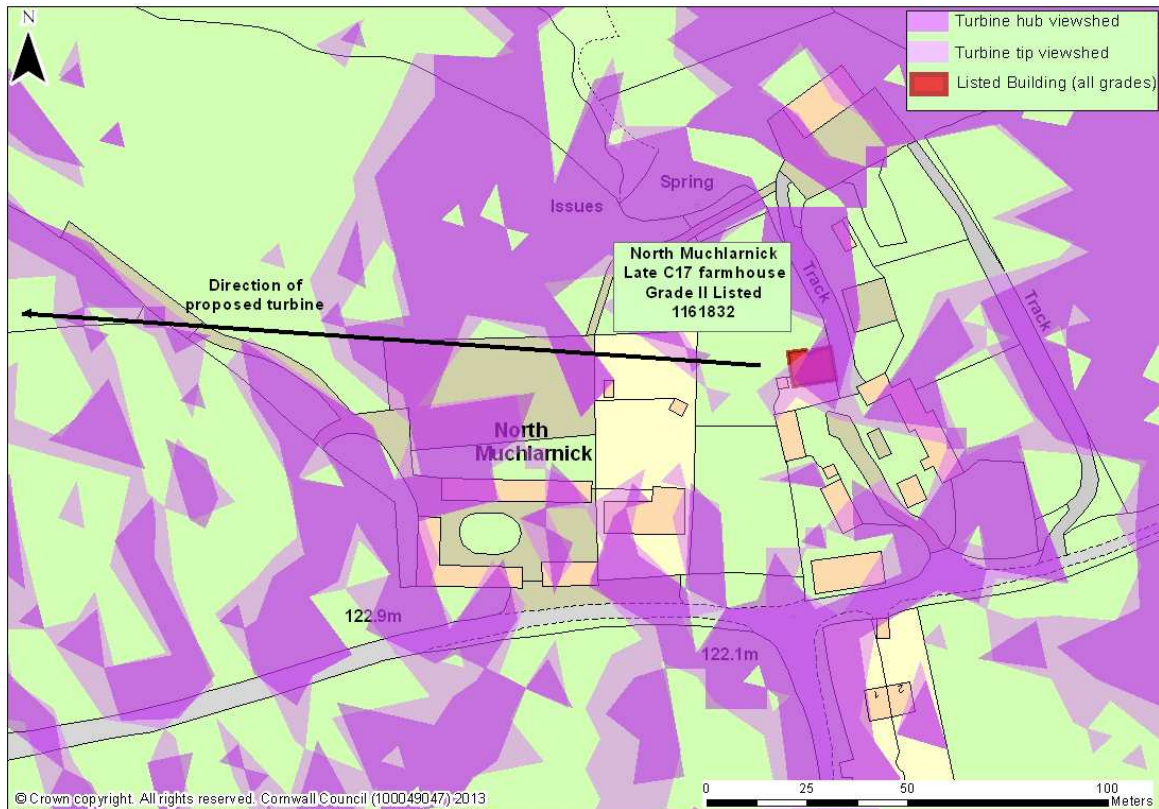 N
Turbine hub viewshed
Turbine tip viewshed
Listed Building (all grades)
Spring
Issues
North Muchlarnick
Late C17 farmhouse
Grade II Listed
1161832
Track
Track
Direction of
proposed turbine
North
Muchlarnick
122.9m
122.1m
1 2
0 25 50 100
Meters
© Crown copyright. All rights reserved. Cornwall Council (100049047) 2013